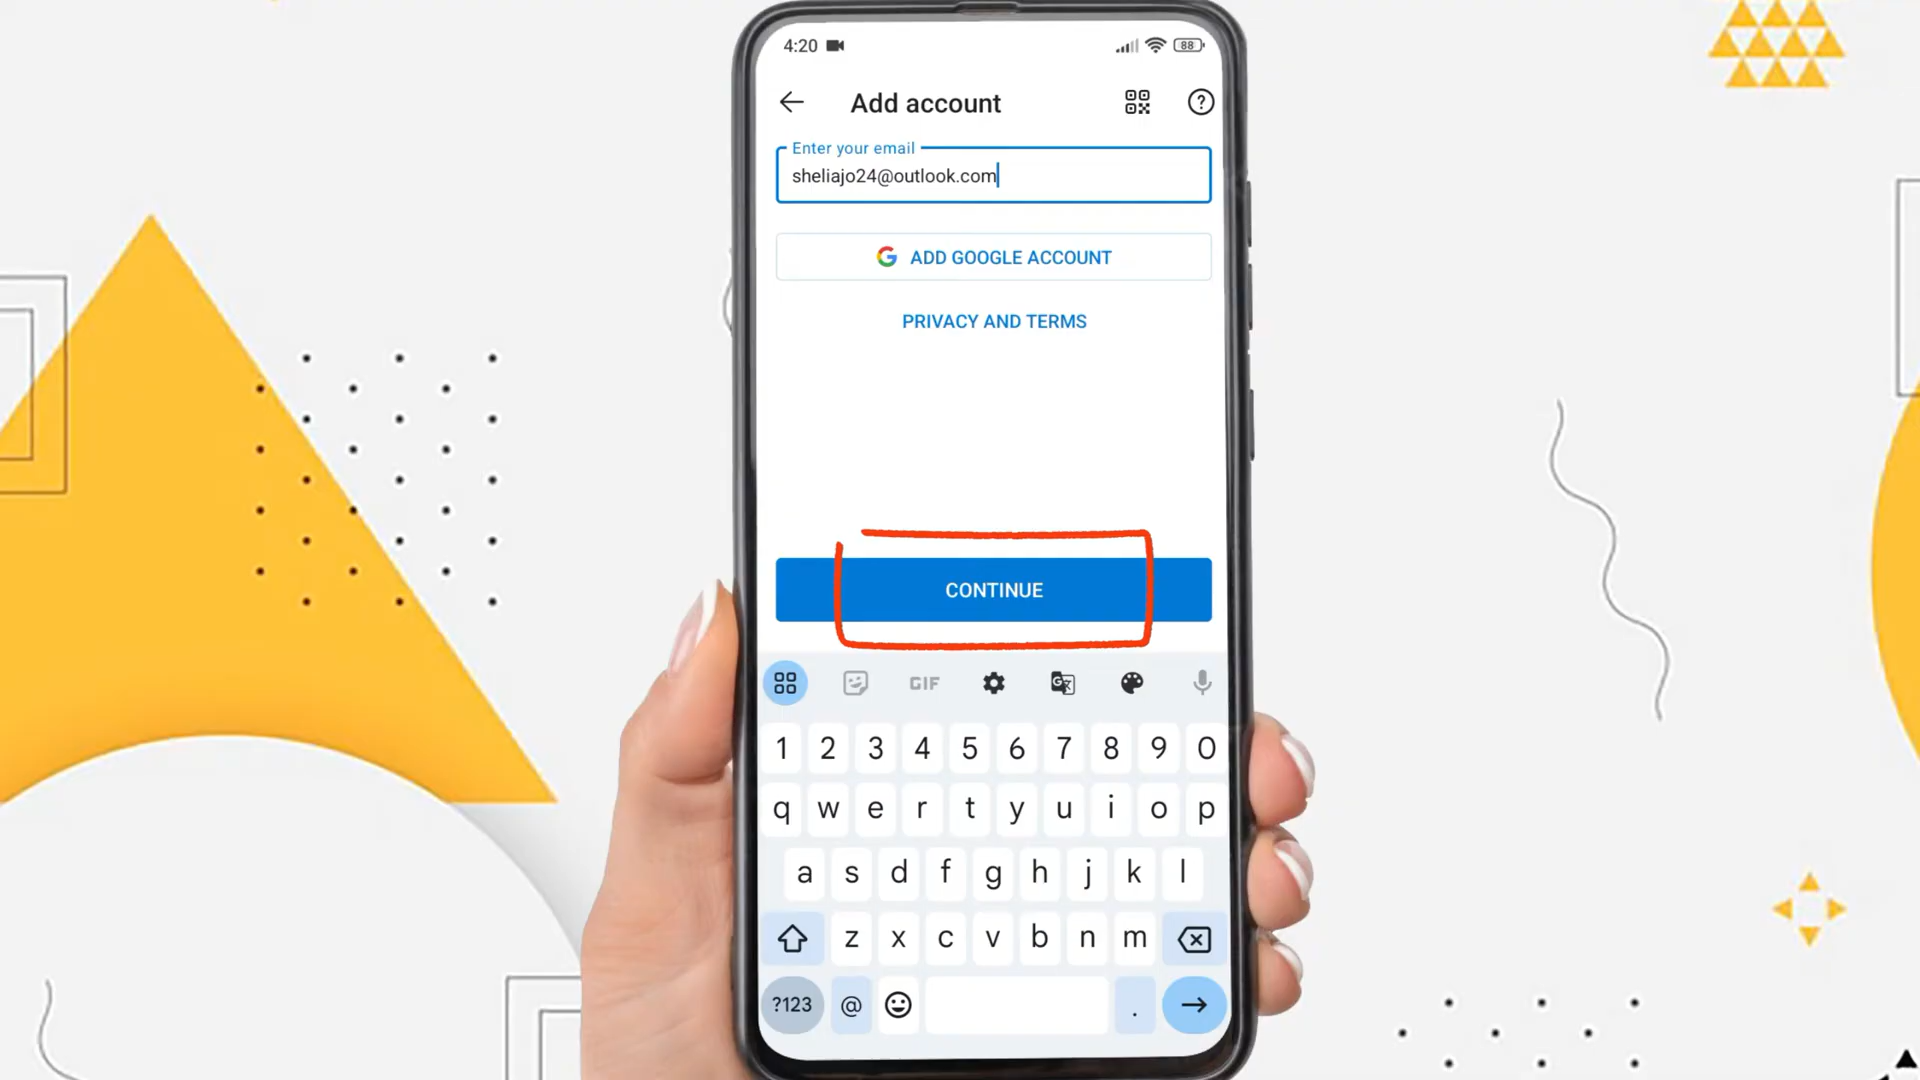 4:20
88
Add account
Enter your email
sheliajo24@outlook.com
G ADD GOOGLE ACCOUNT
PRIVACY AND TERMS
CONTINUE
GIF
1 2 3 4 5 6 7 8 9 0
q w e r t y u i o p
a s d f g h j k l
z x c v b n m
?123 @ .